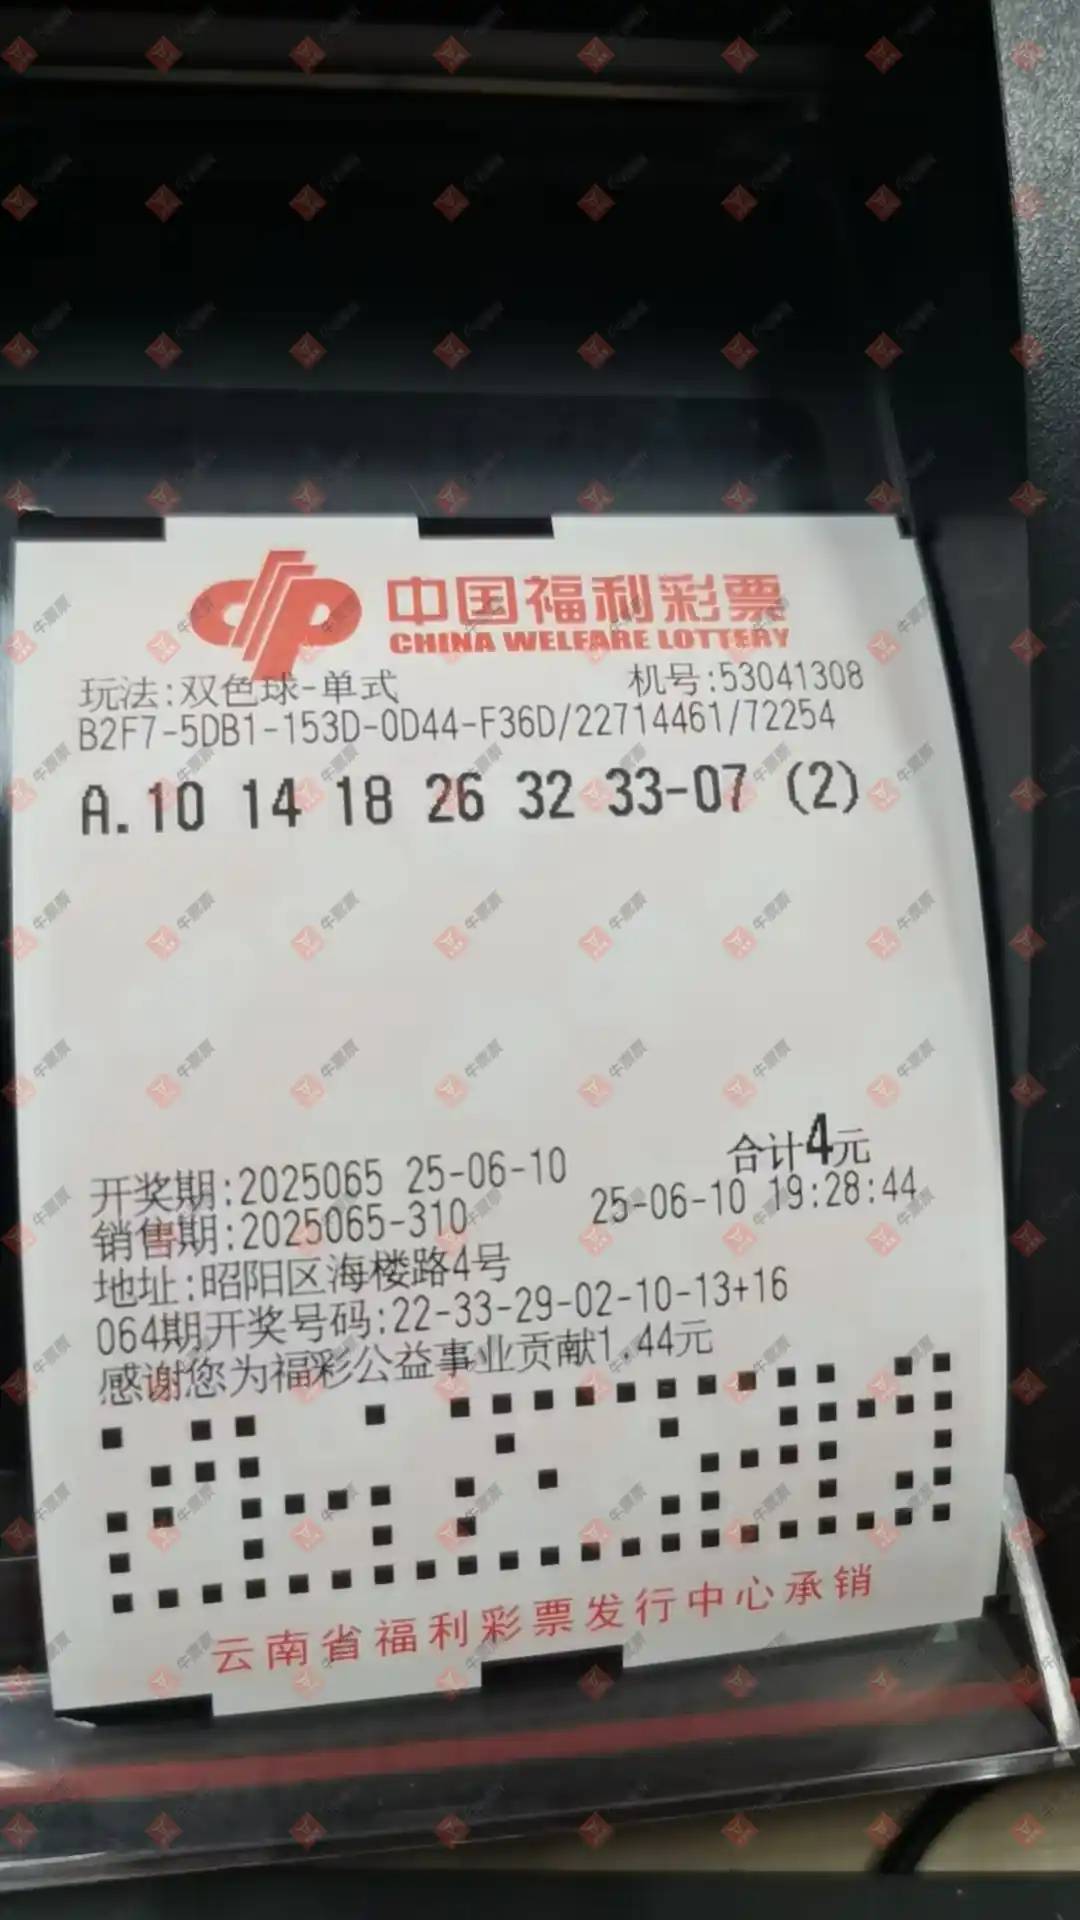 中国福利彩票
CHINA WELFARE LOTTERY
玩法:双色球-单式 机号:53041308
B2F7-5DB1-153D-0D44-F36D/22714461/72254
A.10 14 18 26 32 33-07 (2)
合计4元
开奖期:2025065 25-06-10
销售期:2025065-310 25-06-10 19:28:44
地址:昭阳区海楼路4号
064期开奖号码:22-33-29-02-10-13+16
感谢您为福彩公益事业贡献1.44元
云南省福利彩票发行中心承销
牛票票